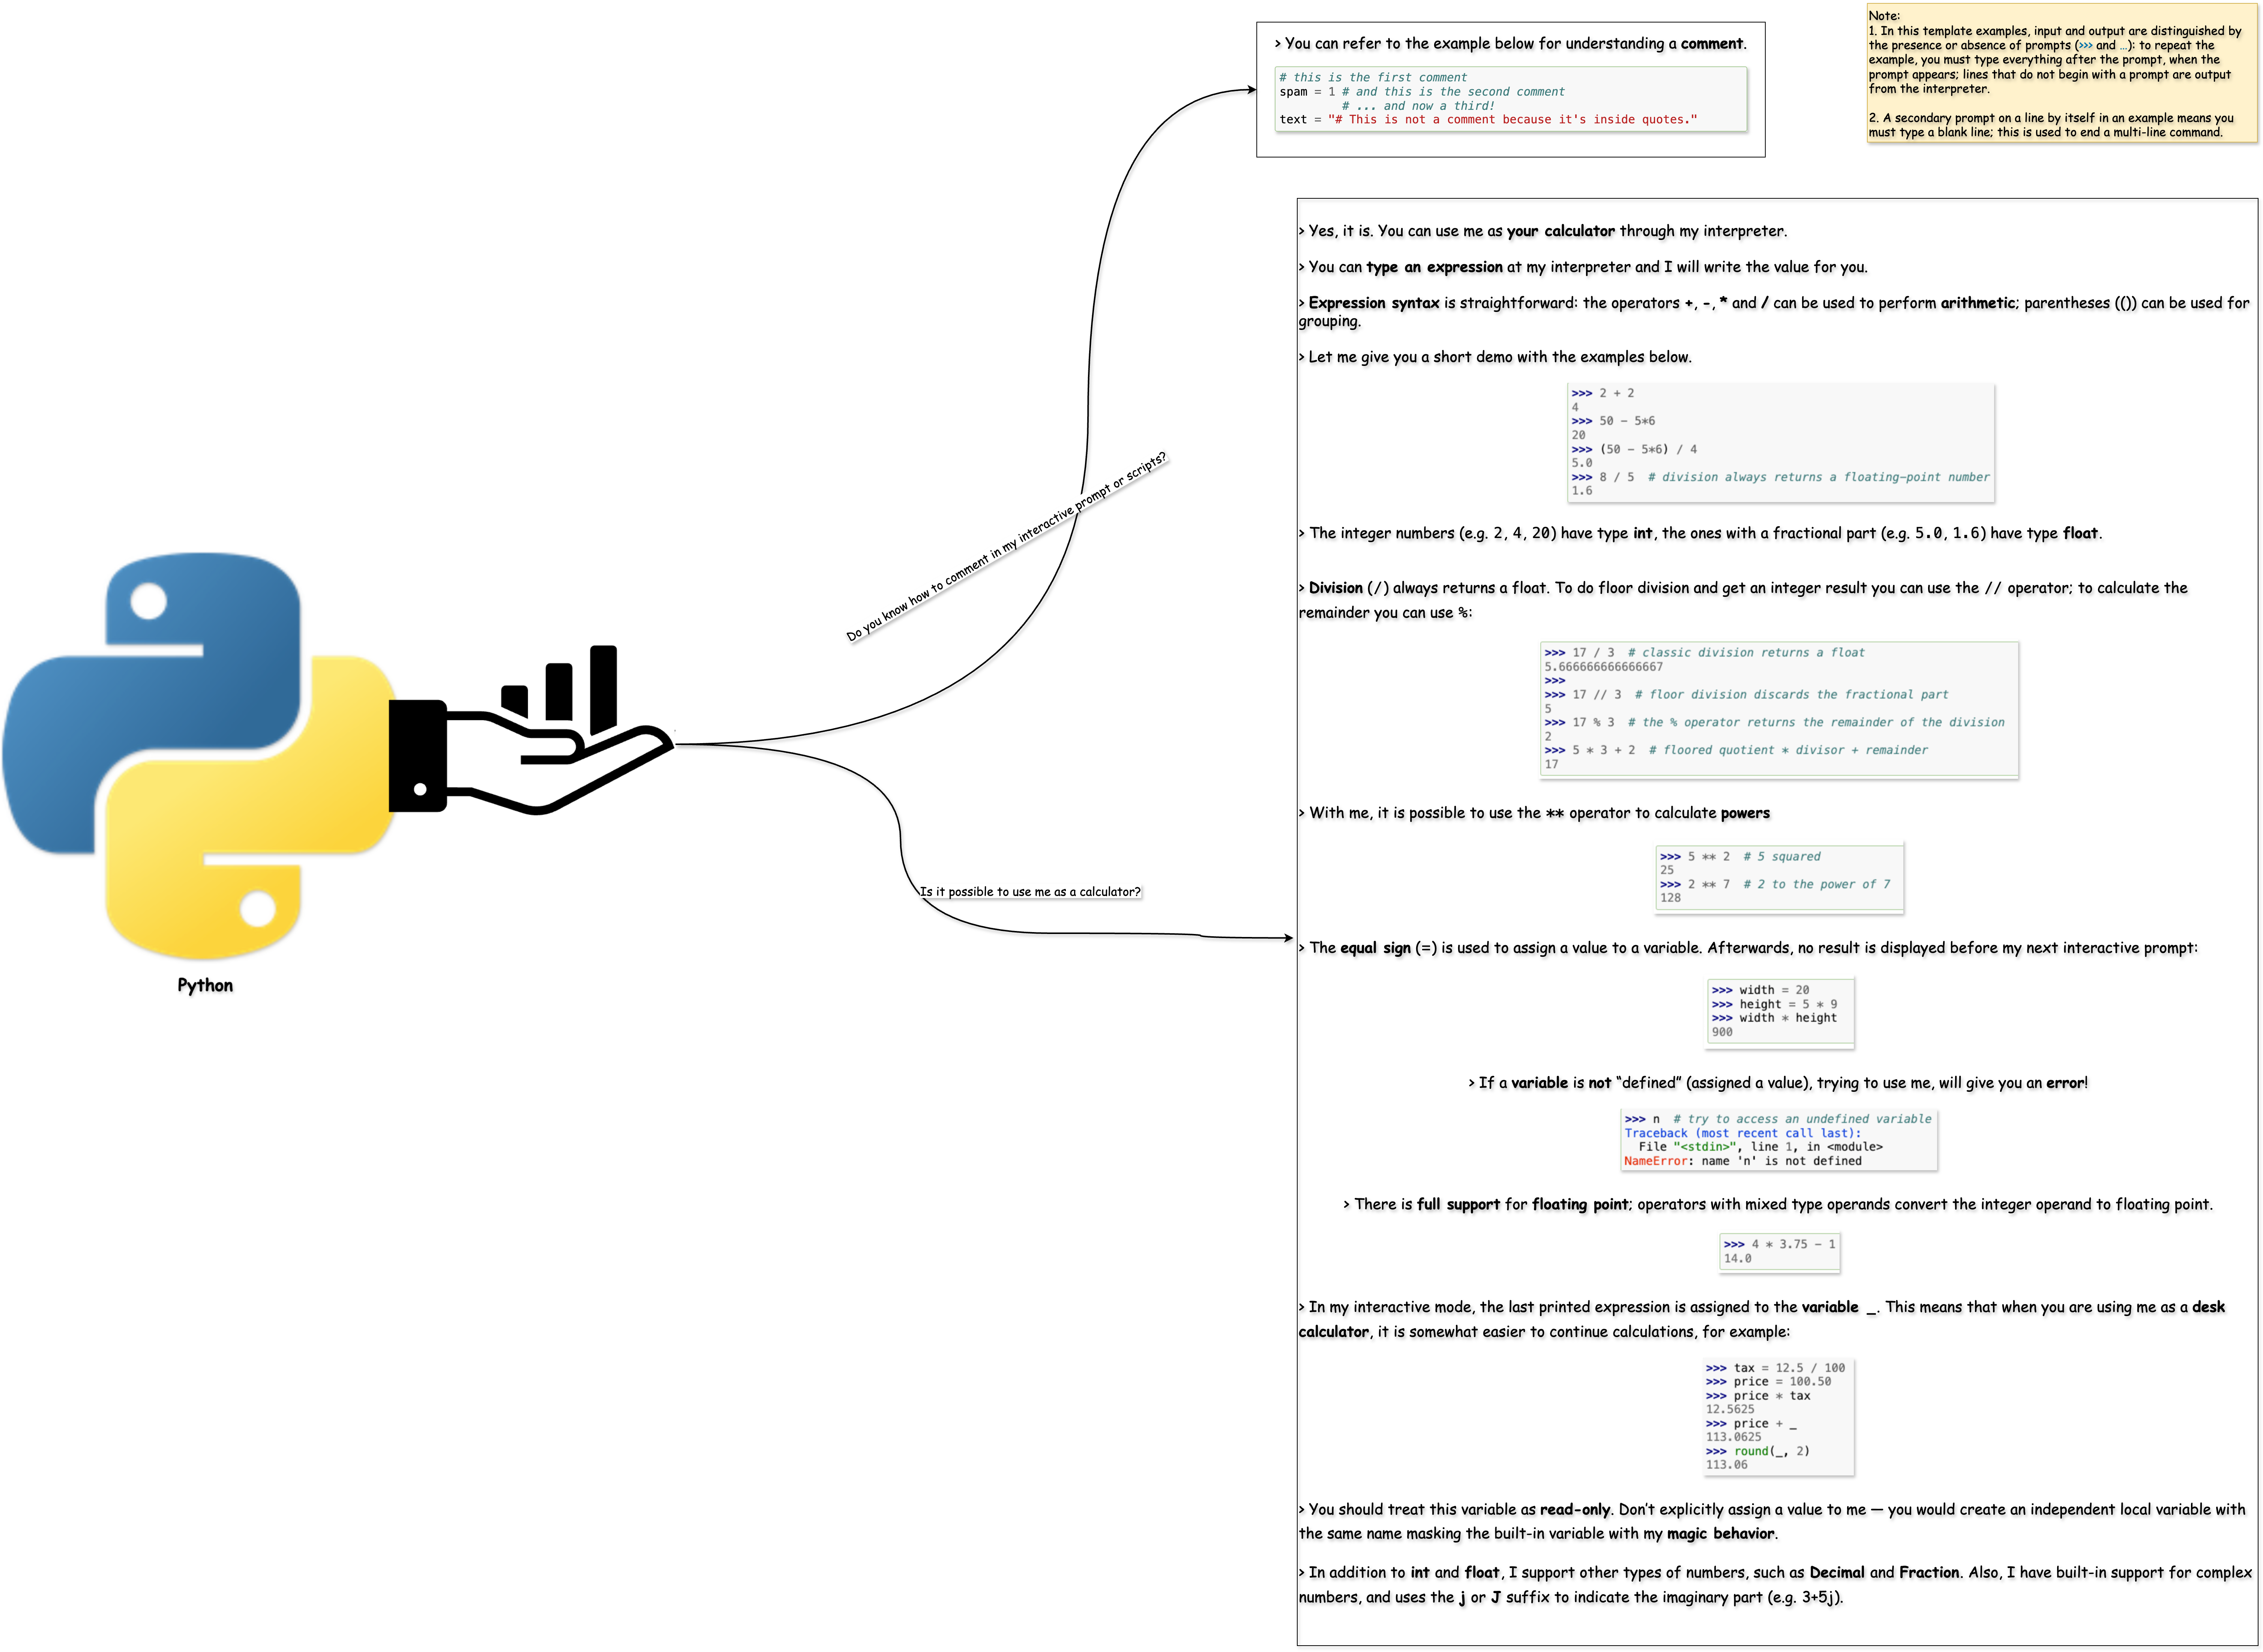 > You can refer to the example below for understanding a comment.
# this is the first comment
spam = 1 # and this is the second comment
# ... and now a third!
text = "# This is not a comment because it's inside quotes."
Note:
1. In this template examples, input and output are distinguished by
the presence or absence of prompts (>>> and ...): to repeat the
example, you must type everything after the prompt, when the
prompt appears; lines that do not begin with a prompt are output
from the interpreter.
2. A secondary prompt on a line by itself in an example means you
must type a blank line; this is used to end a multi-line command.
Do you know how to comment in my interactive prompt or scripts?
Is it possible to use me as a calculator?
Python
> Yes, it is. You can use me as your calculator through my interpreter.
> You can type an expression at my interpreter and I will write the value for you.
> Expression syntax is straightforward: the operators +, -, * and / can be used to perform arithmetic; parentheses (()) can be used for
grouping.
> Let me give you a short demo with the examples below.
>>> 2 + 2
4
>>> 50 - 5*6
20
>>> (50 - 5*6) / 4
5.0
>>> 8 / 5  # division always returns a floating-point number
1.6
> The integer numbers (e.g. 2, 4, 20) have type int, the ones with a fractional part (e.g. 5.0, 1.6) have type float.
> Division (/) always returns a float. To do floor division and get an integer result you can use the // operator; to calculate the
remainder you can use %:
>>> 17 / 3  # classic division returns a float
5.666666666666667
>>>
>>> 17 // 3  # floor division discards the fractional part
5
>>> 17 % 3  # the % operator returns the remainder of the division
2
>>> 5 * 3 + 2  # floored quotient * divisor + remainder
17
> With me, it is possible to use the ** operator to calculate powers
>>> 5 ** 2  # 5 squared
25
>>> 2 ** 7  # 2 to the power of 7
128
> The equal sign (=) is used to assign a value to a variable. Afterwards, no result is displayed before my next interactive prompt:
>>> width = 20
>>> height = 5 * 9
>>> width * height
900
> If a variable is not “defined” (assigned a value), trying to use me, will give you an error!
>>> n  # try to access an undefined variable
Traceback (most recent call last):
File "<stdin>", line 1, in <module>
NameError: name 'n' is not defined
> There is full support for floating point; operators with mixed type operands convert the integer operand to floating point.
>>> 4 * 3.75 - 1
14.0
> In my interactive mode, the last printed expression is assigned to the variable _. This means that when you are using me as a desk
calculator, it is somewhat easier to continue calculations, for example:
>>> tax = 12.5 / 100
>>> price = 100.50
>>> price * tax
12.5625
>>> price + _
113.0625
>>> round(_, 2)
113.06
> You should treat this variable as read-only. Don’t explicitly assign a value to me — you would create an independent local variable with
the same name masking the built-in variable with my magic behavior.
> In addition to int and float, I support other types of numbers, such as Decimal and Fraction. Also, I have built-in support for complex
numbers, and uses the j or J suffix to indicate the imaginary part (e.g. 3+5j).